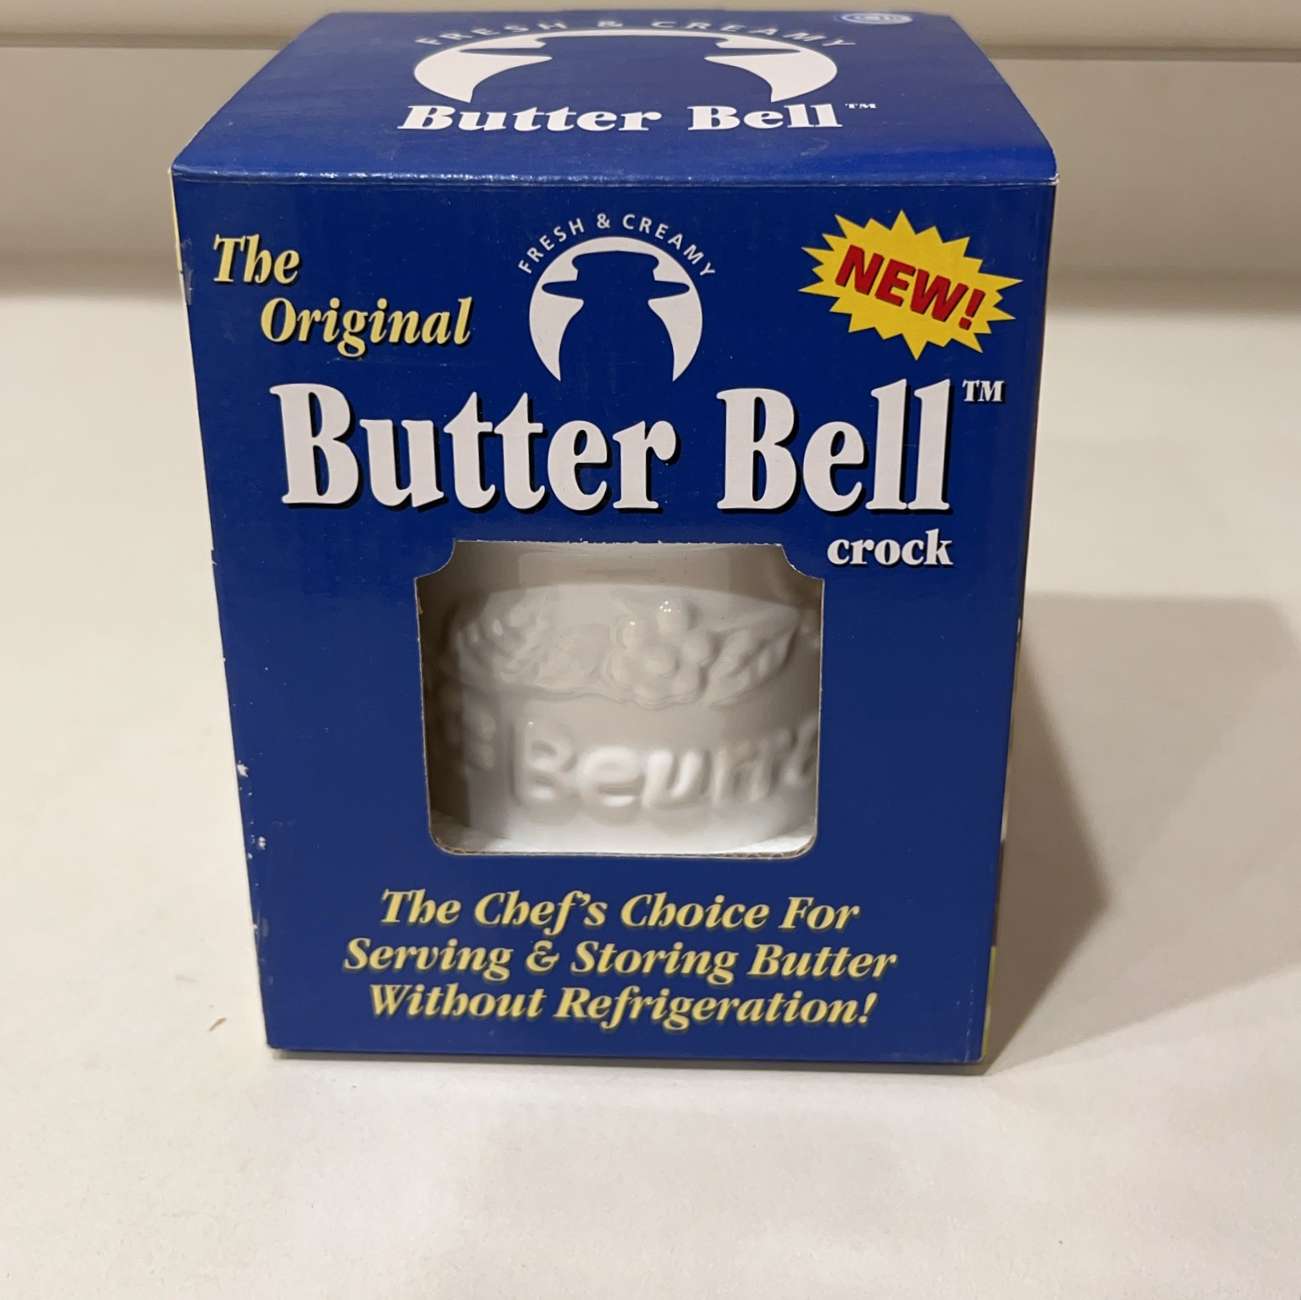 FRESH & CREAMY
Butter Bell™
The
Original
FRESH & CREAMY
NEW!
Butter Bell™
crock
The Chef's Choice For
Serving & Storing Butter
Without Refrigeration!